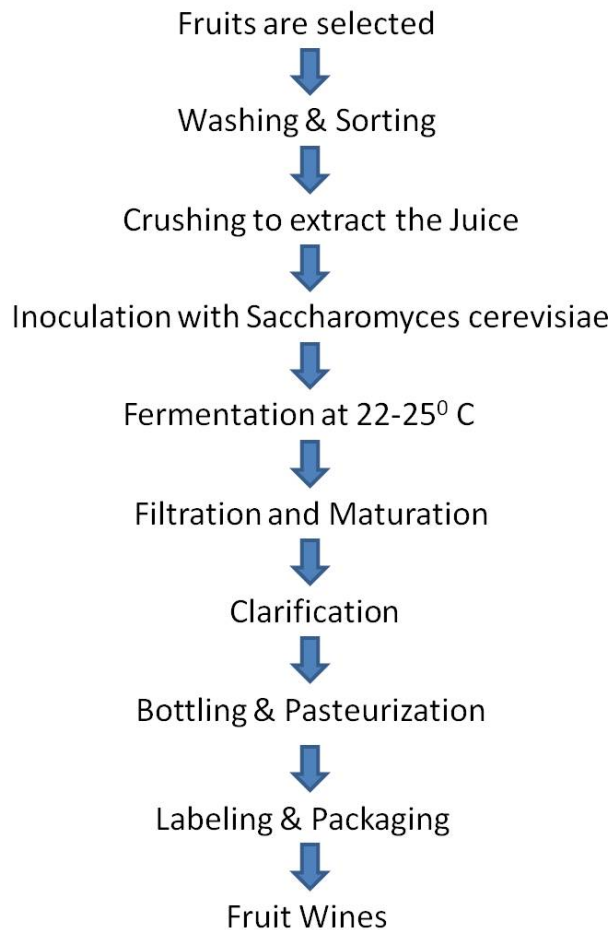 Fruits are selected
Washing & Sorting
Crushing to extract the Juice
Inoculation with Saccharomyces cerevisiae
Fermentation at 22-25⁰ C
Filtration and Maturation
Clarification
Bottling & Pasteurization
Labeling & Packaging
Fruit Wines